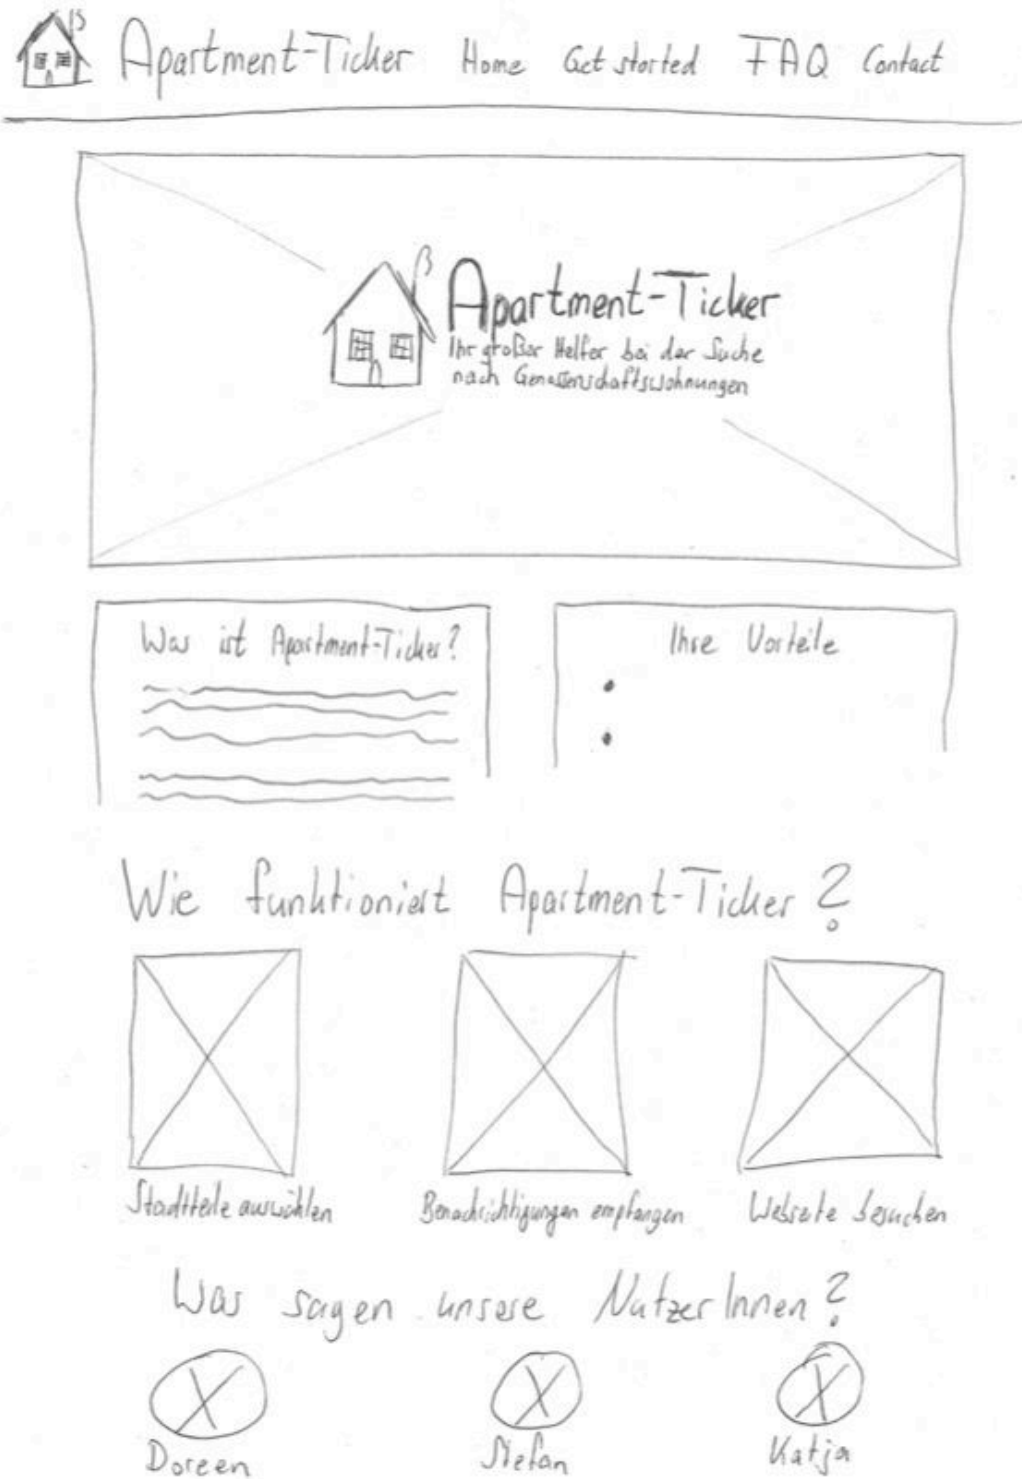 Apartment-Ticker Home Get started FAQ Contact
Apartment-Ticker
Ihr großer Helfer bei der Suche
nach Genossenschaftswohnungen
Was ist Apartment-Ticker?
Ihre Vorteile
Wie funktioniert Apartment-Ticker?
Stadtteile auswählen
Benachrichtigungen empfangen
Webseite besuchen
Was sagen unsere NutzerInnen?
Doreen
Stefan
Katja